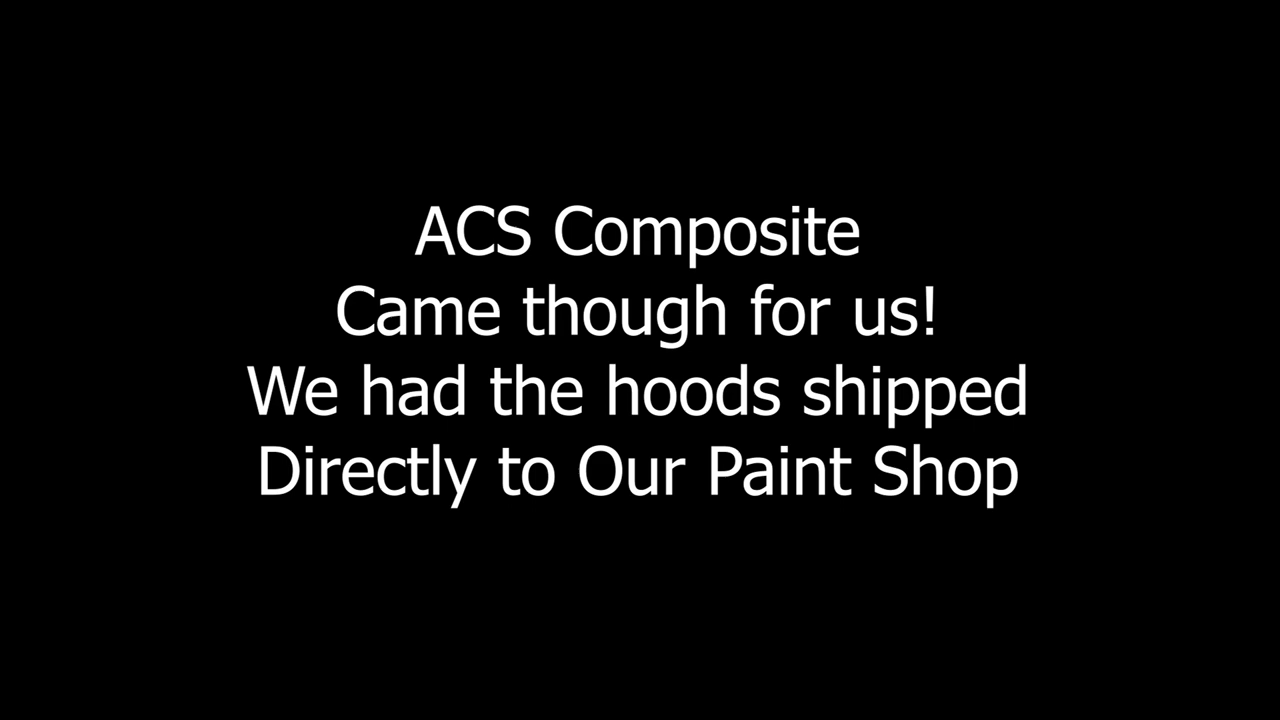 ACS Composite
Came though for us!
We had the hoods shipped
Directly to Our Paint Shop